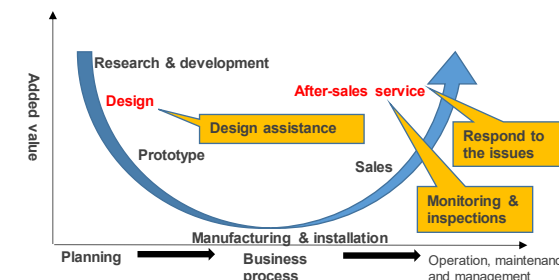 Added value
Research & development
Design
After-sales service
Design assistance
Respond to
the issues
Prototype
Sales
Monitoring &
inspections
Manufacturing & installation
Planning
Business
process
Operation, maintenanc
and management